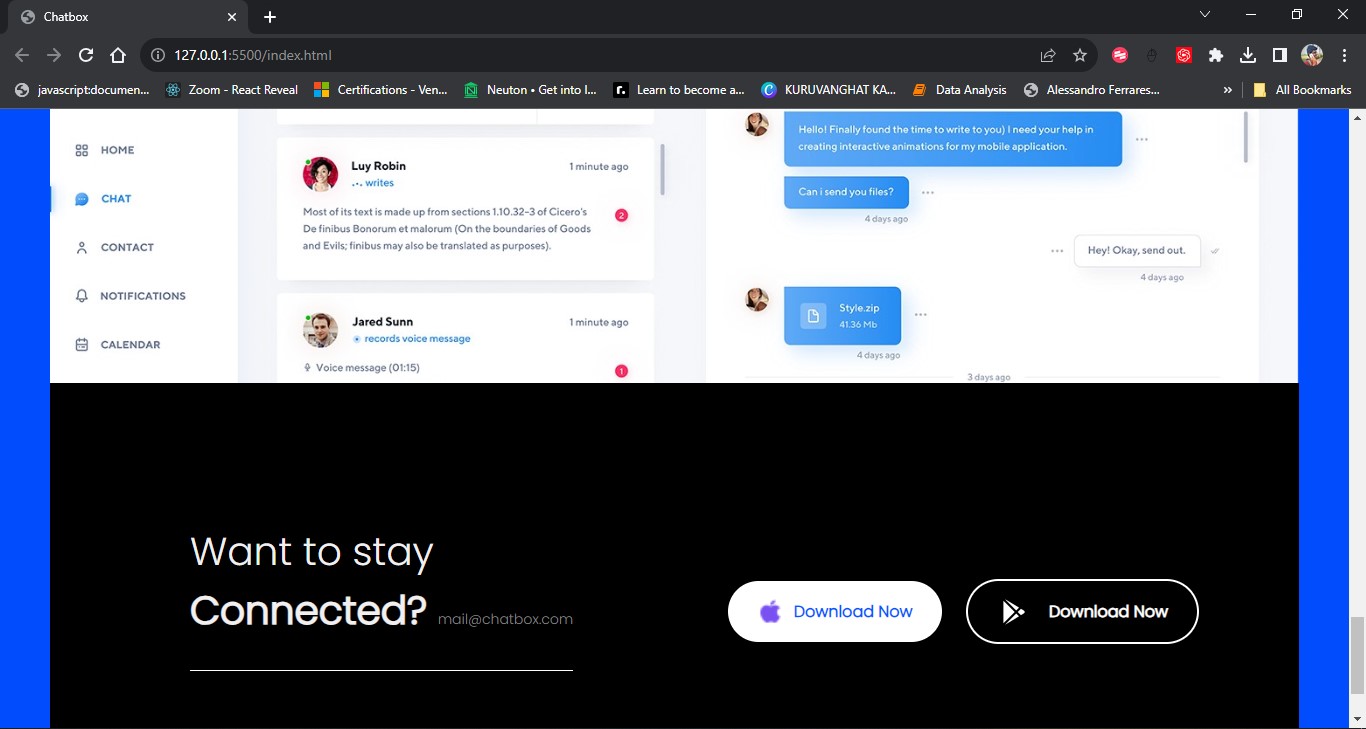 Chatbox
127.0.0.1:5500/index.html
javascript:documen... Zoom - React Reveal Certifications - Ven... Neuton • Get into I... Learn to become a... KURUVANGHAT KA... Data Analysis Alessandro Ferrares... » All Bookmarks
HOME
CHAT
CONTACT
NOTIFICATIONS
CALENDAR
Luy Robin 1 minute ago
writes
Most of its text is made up from sections 1.10.32–3 of Cicero's
De finibus Bonorum et malorum (On the boundaries of Goods
and Evils; finibus may also be translated as purposes).
2
Jared Sunn 1 minute ago
records voice message
Voice message (01:15)
1
Hello! Finally found the time to write to you) I need your help in
creating interactive animations for my mobile application.
Can i send you files?
4 days ago
Hey! Okay, send out.
4 days ago
Style.zip
41.36 Mb
4 days ago
3 days ago
Want to stay
Connected? mail@chatbox.com
Download Now
Download Now